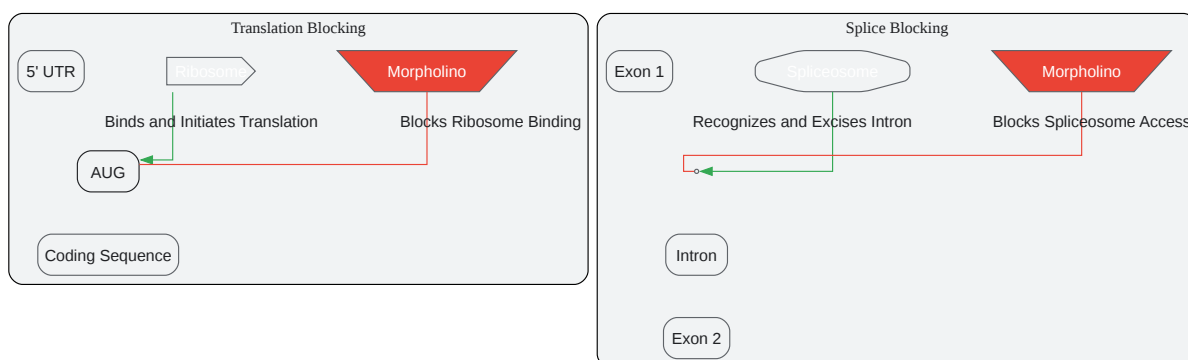 Translation Blocking
5' UTR
Ribosome
Morpholino
Binds and Initiates Translation
Blocks Ribosome Binding
AUG
Coding Sequence
Splice Blocking
Exon 1
Spliceosome
Morpholino
Recognizes and Excises Intron
Blocks Spliceosome Access
Intron
Exon 2